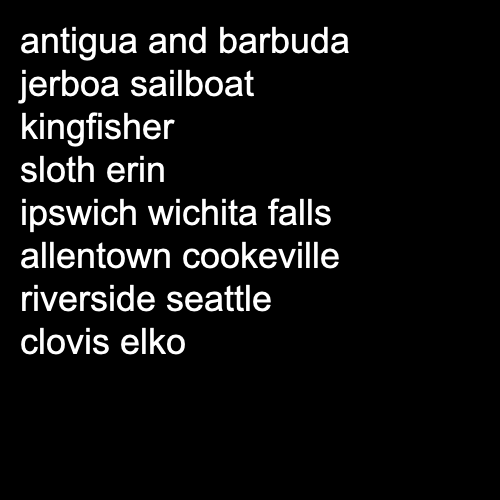 antigua and barbuda
jerboa sailboat
kingfisher
sloth erin
ipswich wichita falls
allentown cookeville
riverside seattle
clovis elko